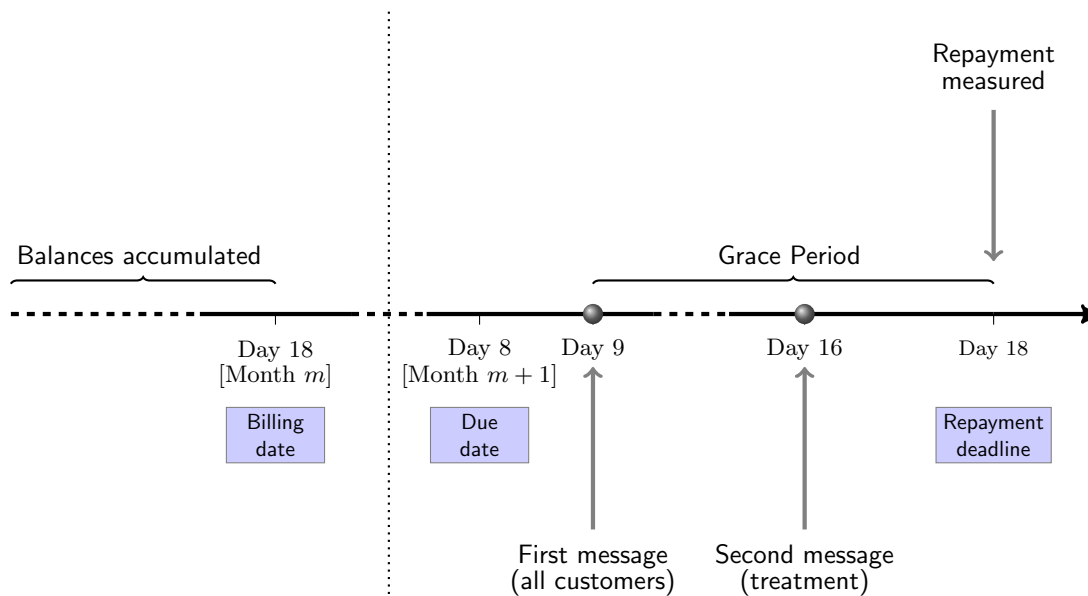 Repayment
measured
Balances accumulated
Grace Period
Day 18
[Month m]
Day 8
[Month m + 1]
Day 9
Day 16
Day 18
Billing
date
Due
date
Repayment
deadline
First message
(all customers)
Second message
(treatment)